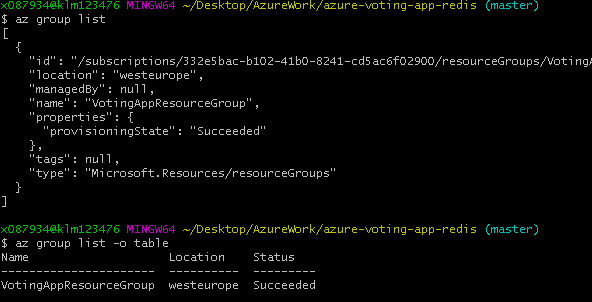 x087934@klm123476 MINGW64 ~/Desktop/AzureWork/azure-voting-app-redis (master)
$ az group list
[
  {
    "id": "/subscriptions/332e5bac-b102-41b0-8241-cd5ac6f02900/resourceGroups/VotingA
    "location": "westeurope",
    "managedBy": null,
    "name": "VotingAppResourceGroup",
    "properties": {
      "provisioningState": "Succeeded"
    },
    "tags": null,
    "type": "Microsoft.Resources/resourceGroups"
  }
]
x087934@klm123476 MINGW64 ~/Desktop/AzureWork/azure-voting-app-redis (master)
$ az group list -o table
Name                    Location    Status
----------------------  ----------  ---------
VotingAppResourceGroup  westeurope  Succeeded